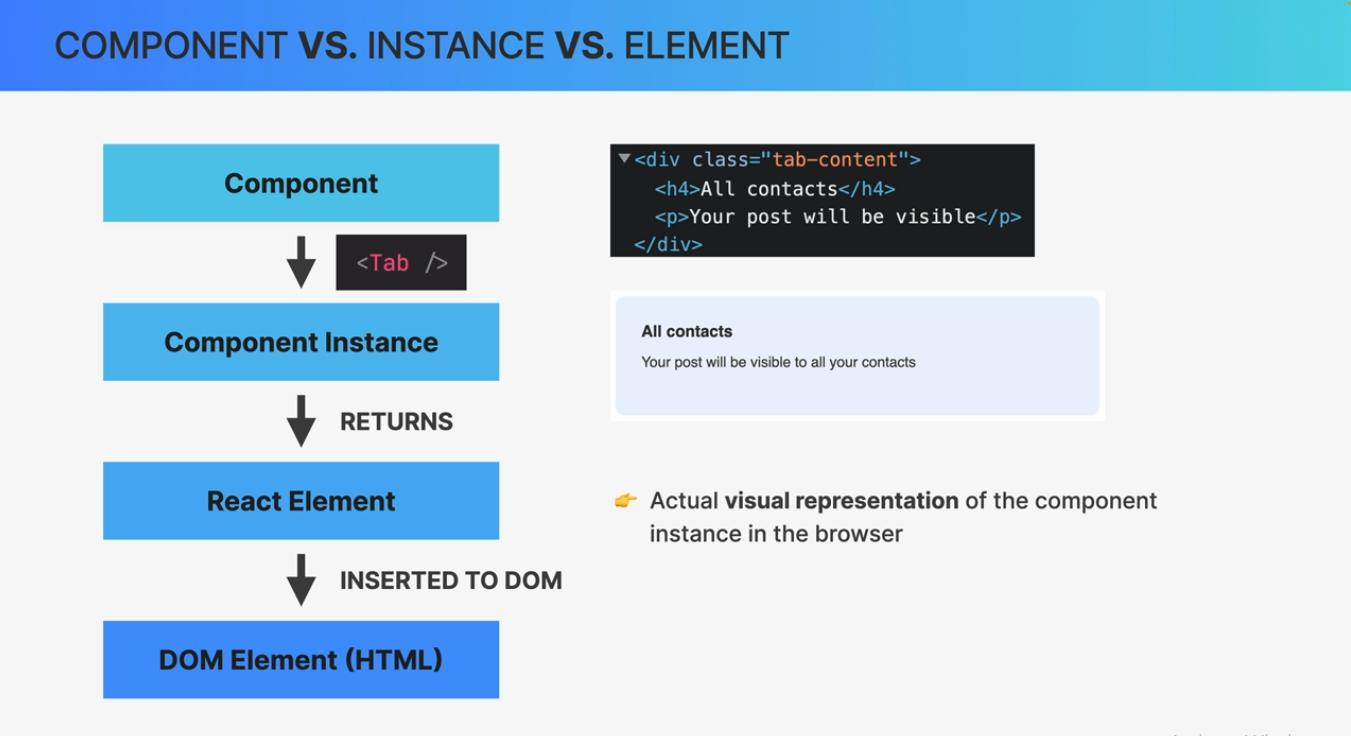 COMPONENT VS. INSTANCE VS. ELEMENT
Component
<Tab />
Component Instance
RETURNS
React Element
INSERTED TO DOM
DOM Element (HTML)
<div class="tab-content">
<h4>All contacts</h4>
<p>Your post will be visible</p>
</div>
All contacts
Your post will be visible to all your contacts
👉 Actual visual representation of the component
instance in the browser